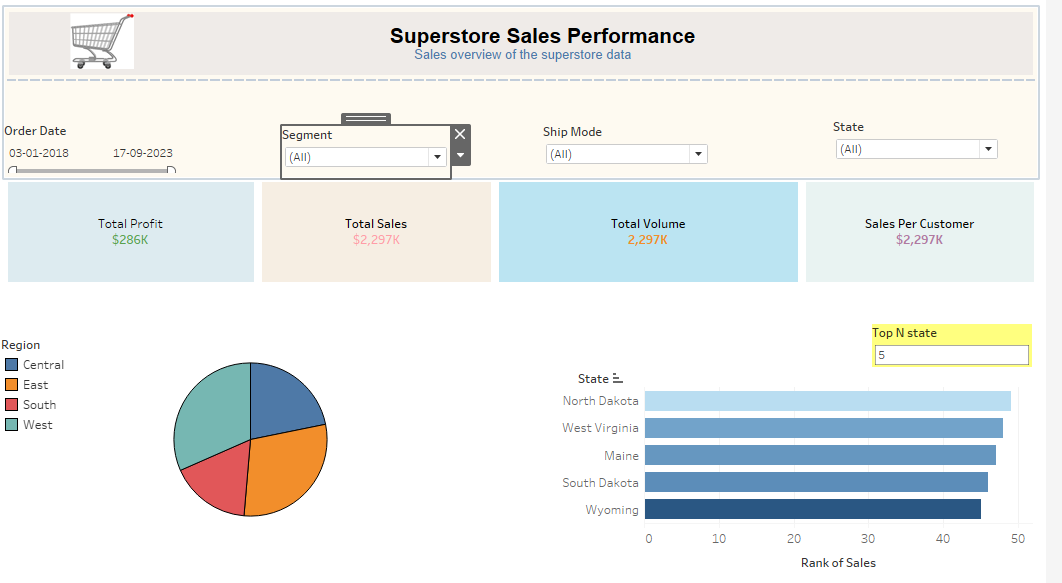 Superstore Sales Performance
Sales overview of the superstore data
Order Date
03-01-2018 17-09-2023
Segment
(All)
Ship Mode
(All)
State
(All)
Total Profit
$286K
Total Sales
$2,297K
Total Volume
2,297K
Sales Per Customer
$2,297K
Region
Central
East
South
West
Top N state
5
State
North Dakota
West Virginia
Maine
South Dakota
Wyoming
0 10 20 30 40 50
Rank of Sales